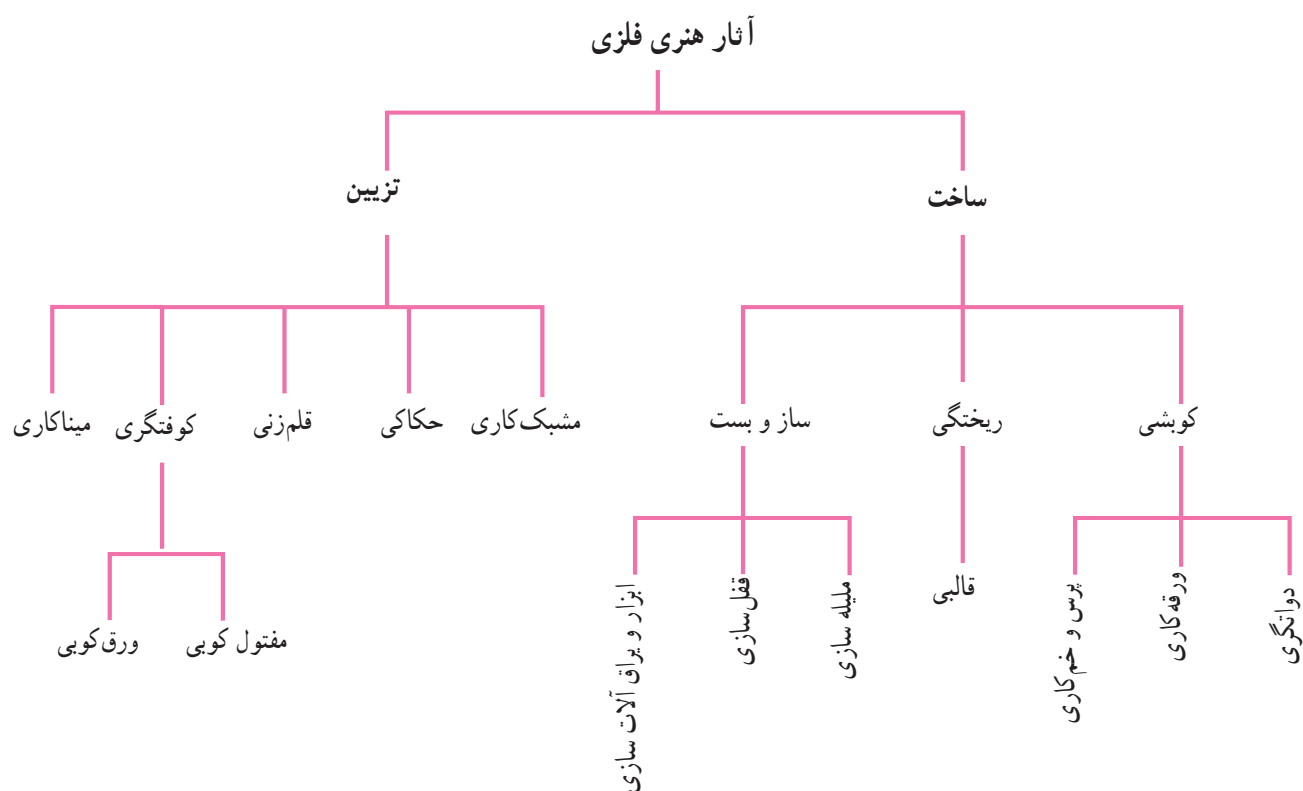 آثار هنری فلزی
ساخت
تزیین
کوبشی
ریختگی
ساز و بست
مشبک‌کاری
حکاکی
قلم‌زنی
کوفتگری
میناکاری
دواتگری
ورقه‌کاری
پرس و خم‌کاری
قالبی
ملیله سازی
قفل‌سازی
ابزار و یراق آلات سازی
مفتول کوبی
ورق‌کوبی